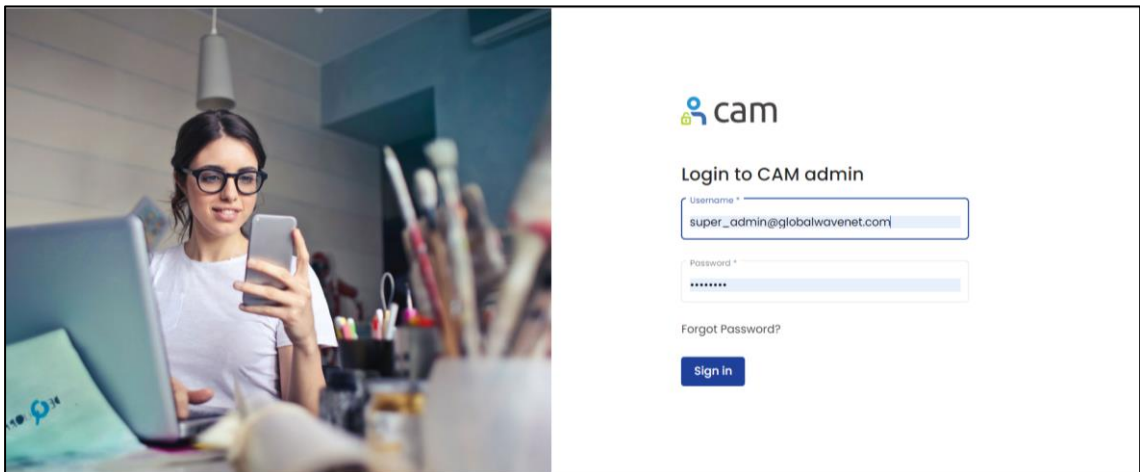 cam
Login to CAM admin
Username *
super_admin@globalwavenet.com
Password *
••••••••
Forgot Password?
Sign in